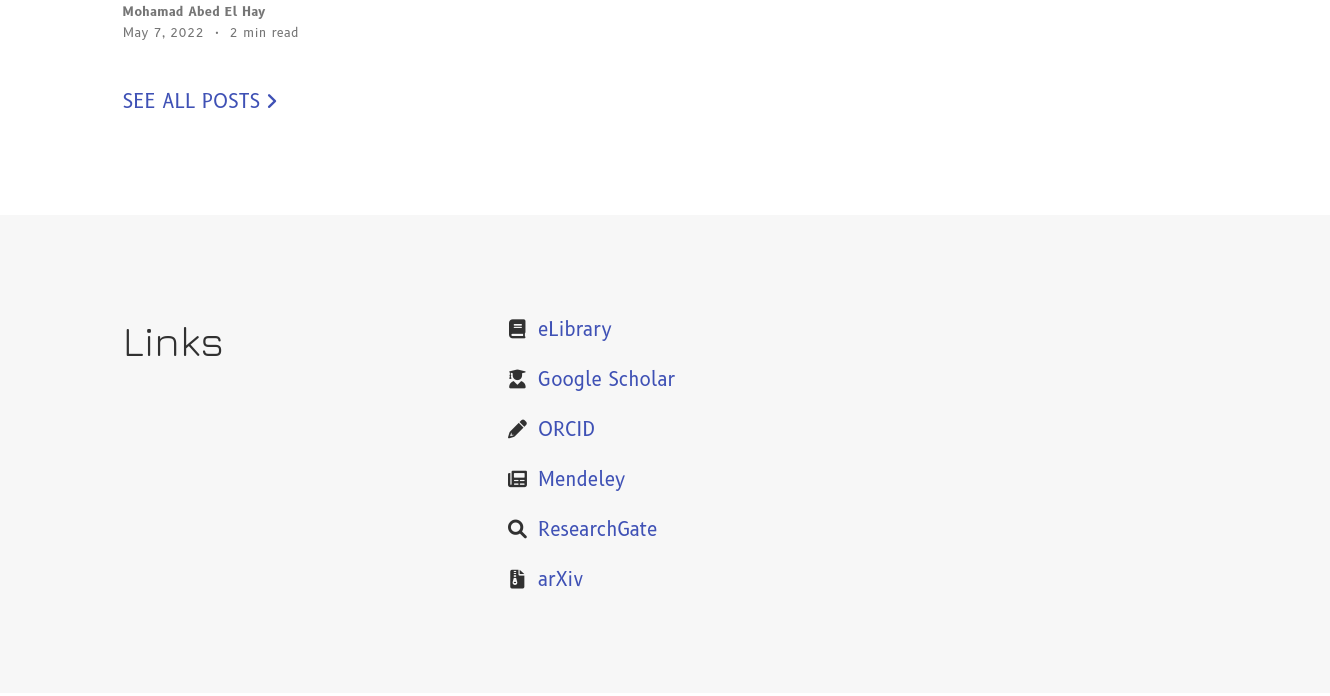 Mohamad Abed El Hay
May 7, 2022 · 2 min read
SEE ALL POSTS
Links
eLibrary
Google Scholar
ORCID
Mendeley
ResearchGate
arXiv